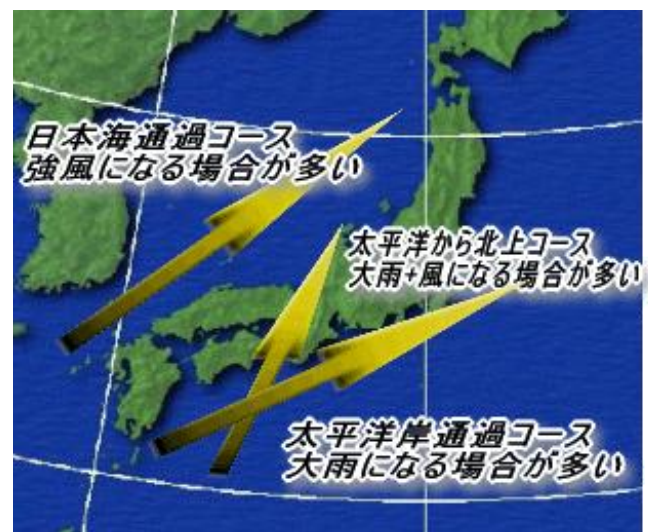 日本海通過コース
強風になる場合が多い
太平洋から北上コース
大雨+風になる場合が多い
太平洋岸通過コース
大雨になる場合が多い